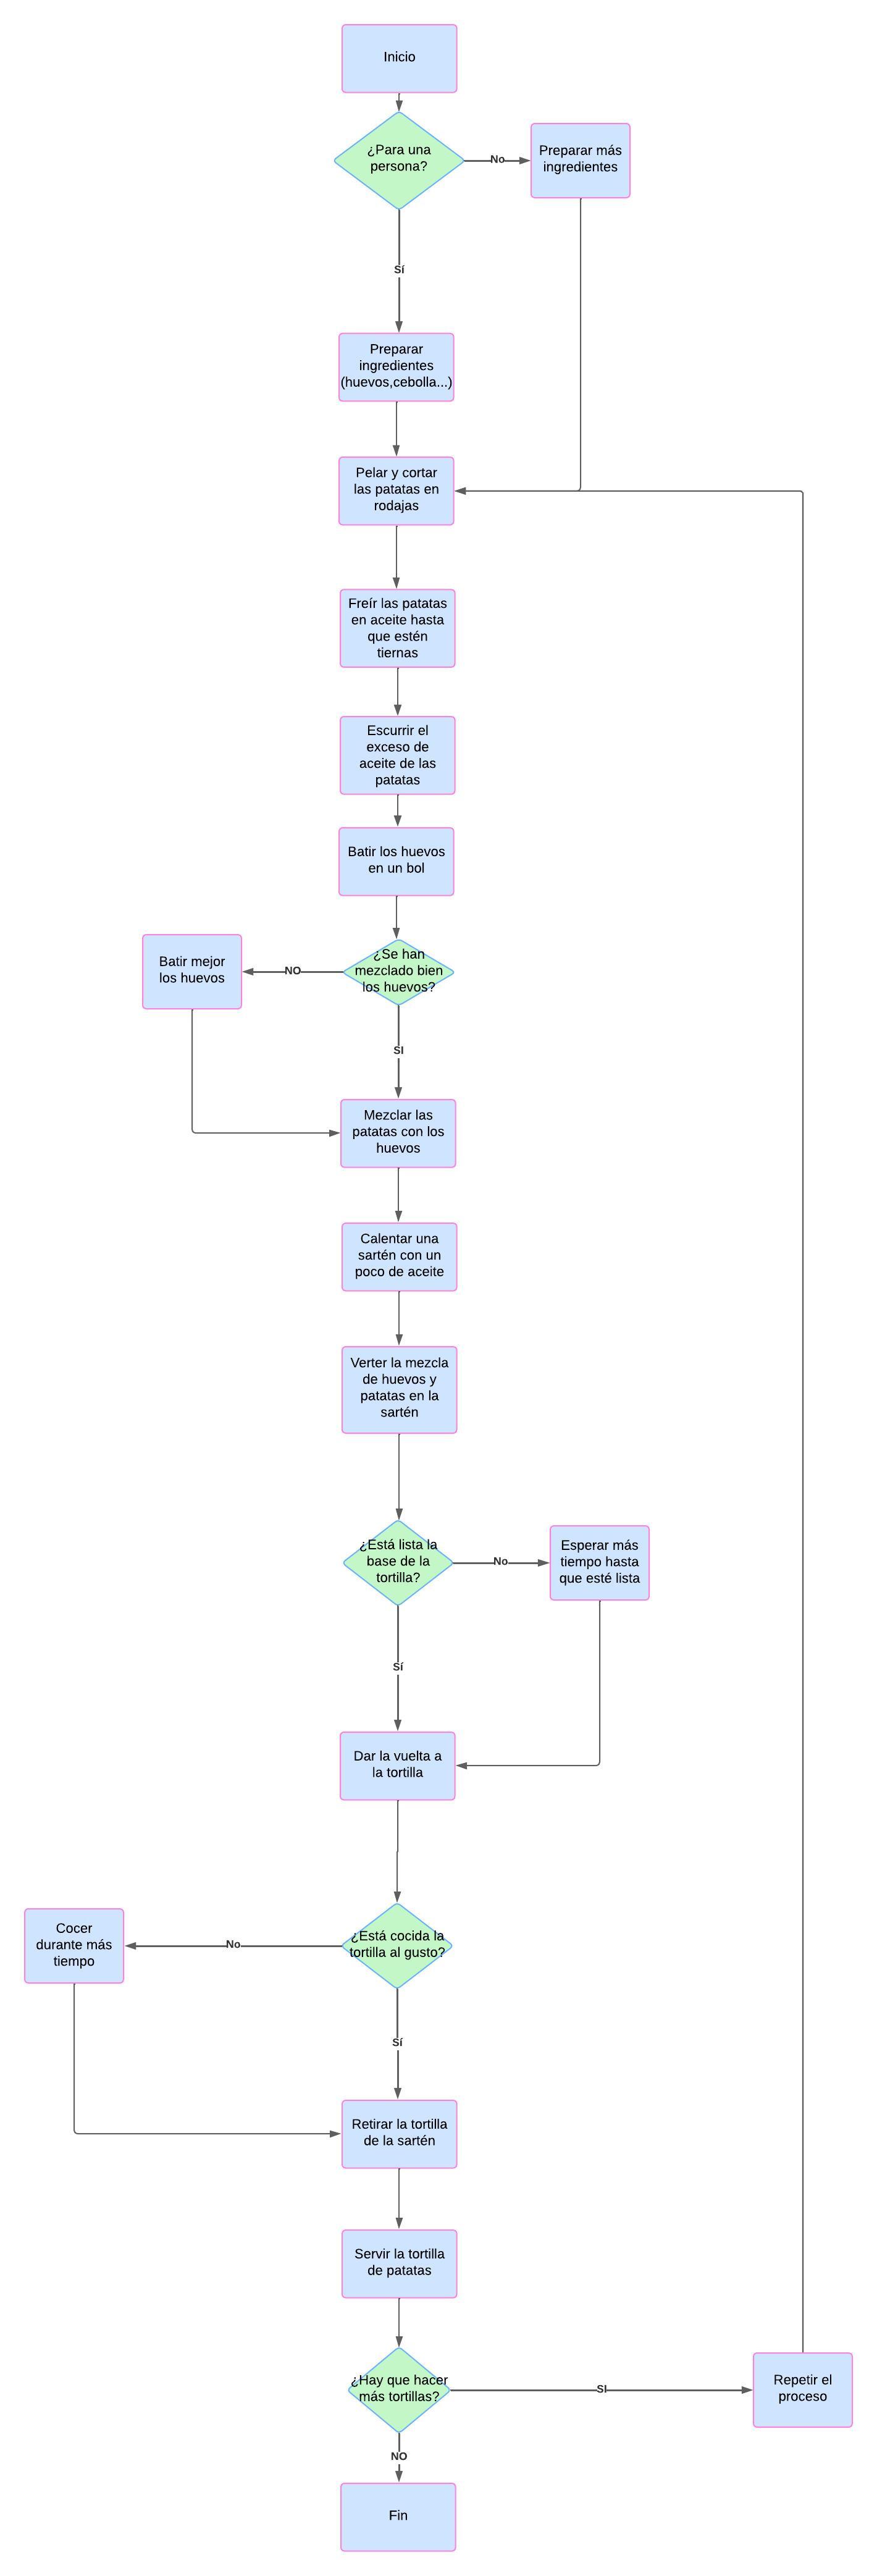 Inicio
¿Para una
persona?
No
Preparar más
ingredientes
Sí
Preparar
ingredientes
(huevos,cebolla...)
Pelar y cortar
las patatas en
rodajas
Freír las patatas
en aceite hasta
que estén
tiernas
Escurrir el
exceso de
aceite de las
patatas
Batir los huevos
en un bol
¿Se han
mezclado bien
los huevos?
NO
Batir mejor
los huevos
SI
Mezclar las
patatas con los
huevos
Calentar una
sartén con un
poco de aceite
Verter la mezcla
de huevos y
patatas en la
sartén
¿Está lista la
base de la
tortilla?
No
Esperar más
tiempo hasta
que esté lista
Sí
Dar la vuelta a
la tortilla
¿Está cocida la
tortilla al gusto?
No
Cocer
durante más
tiempo
Sí
Retirar la tortilla
de la sartén
Servir la tortilla
de patatas
¿Hay que hacer
más tortillas?
SI
Repetir el
proceso
NO
Fin